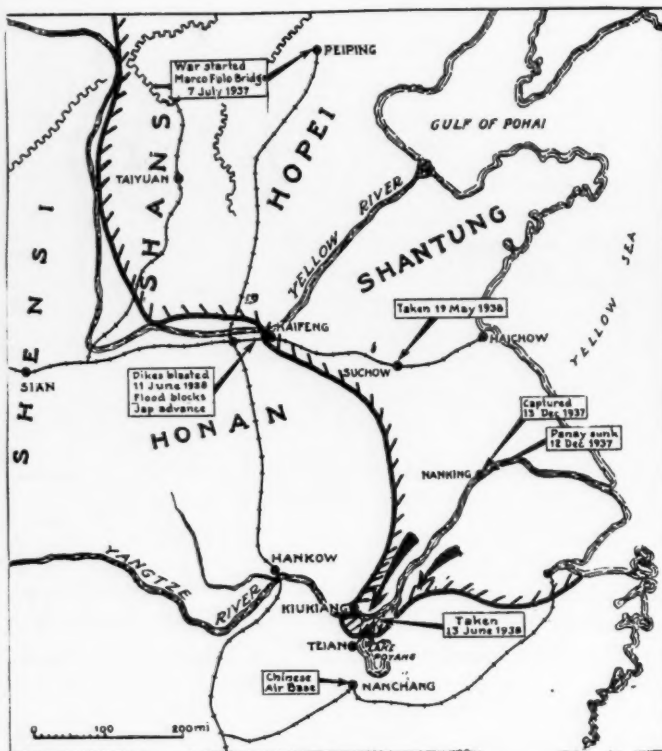 PEIPING
War started
Marco Polo Bridge
7 July 1937
GULF OF POHAI
HOPEI
TAIYUAN
SHANSI
SHENSI
YELLOW RIVER
SHANTUNG
YELLOW SEA
Taken 19 May 1938
KAIFENG
HAICHOW
SUCHOW
SIAN
Dikes blasted
11 June 1938
Flood blocks
Jap advance
HONAN
Captured
13 Dec 1937
Panay sunk
12 Dec 1937
NANKING
HANKOW
YANGTZE
RIVER
KIUKIANG
Taken
13 June 1938
TEIAN
LAKE
POYANG
Chinese
Air Base
NANCHANG
0 100 200 mi